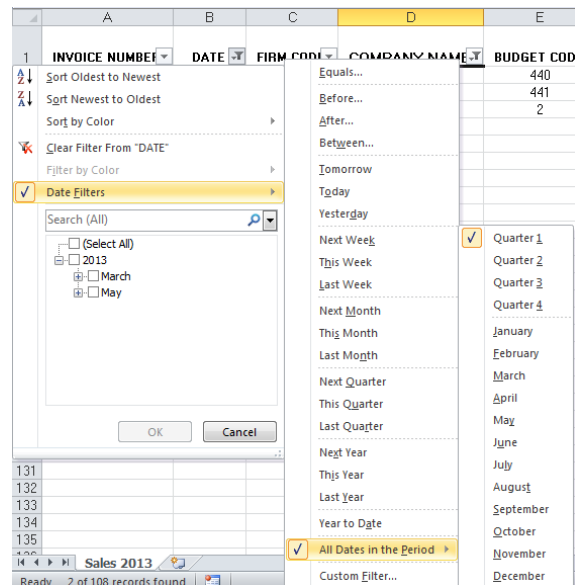 A B C D E
1 INVOICE NUMBER DATE FIRM CODE COMPANY NAME BUDGET COD
440
441
2
Sort Oldest to Newest
Sort Newest to Oldest
Sort by Color
Clear Filter From "DATE"
Filter by Color
Date Filters
Search (All)
(Select All)
2013
March
May
OK Cancel
Equals...
Before...
After...
Between...
Tomorrow
Today
Yesterday
Next Week
This Week
Last Week
Next Month
This Month
Last Month
Next Quarter
This Quarter
Last Quarter
Next Year
This Year
Last Year
Year to Date
All Dates in the Period
Custom Filter...
Quarter 1
Quarter 2
Quarter 3
Quarter 4
January
February
March
April
May
June
July
August
September
October
November
December
131
132
133
134
135
Sales 2013
Ready 2 of 108 records found